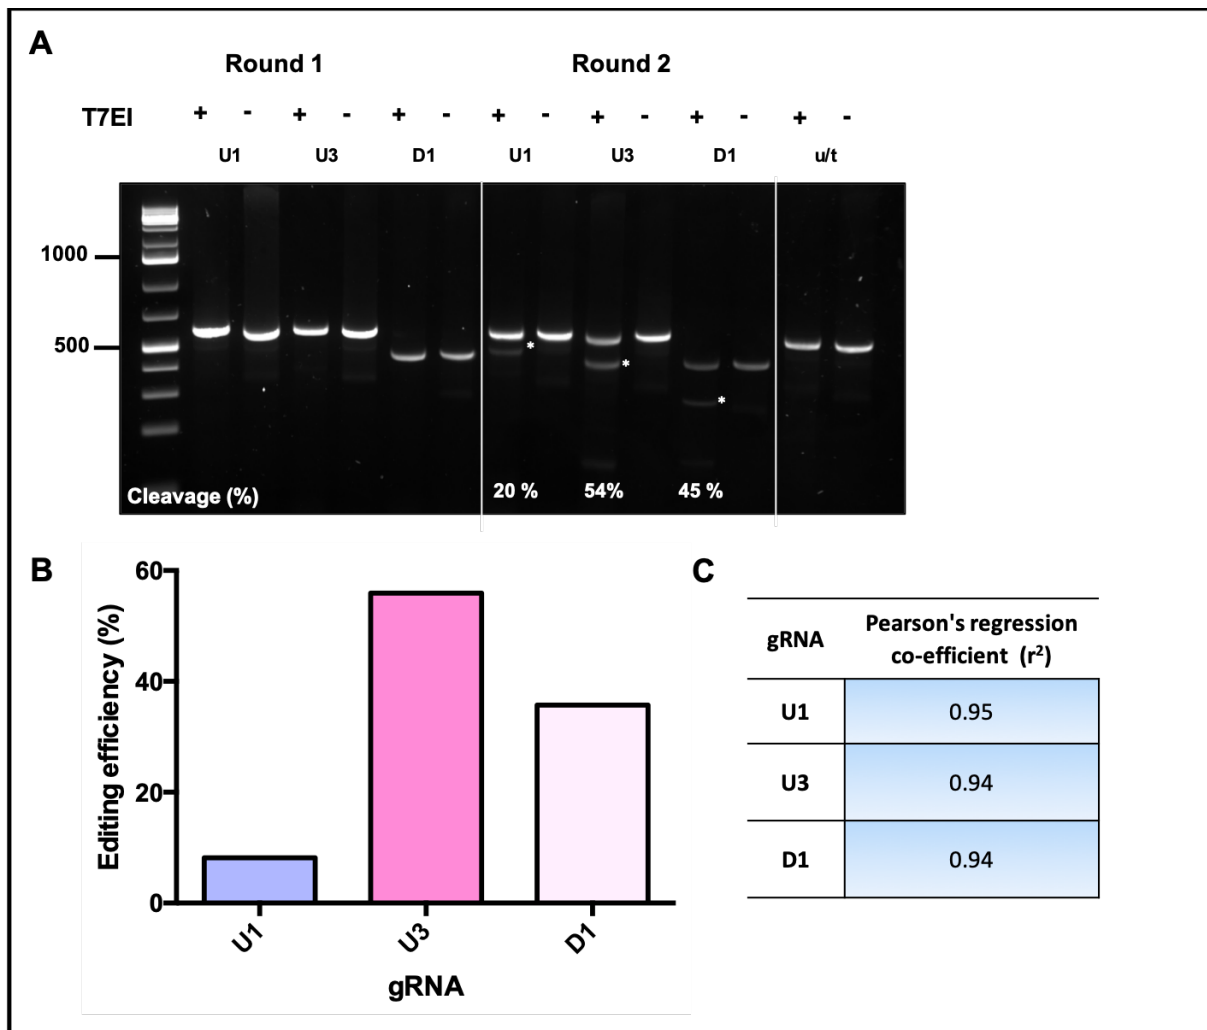 A
Round 1 Round 2
T7EI + - + - + - + - + - + - + -
U1 U3 D1 U1 U3 D1 u/t
1000
500
* * *
Cleavage (%) 20 % 54% 45 %
B
Editing efficiency (%)
60
40
20
0
U1 U3 D1
gRNA
C
gRNA Pearson's regression
co-efficient (r²)
U1 0.95
U3 0.94
D1 0.94